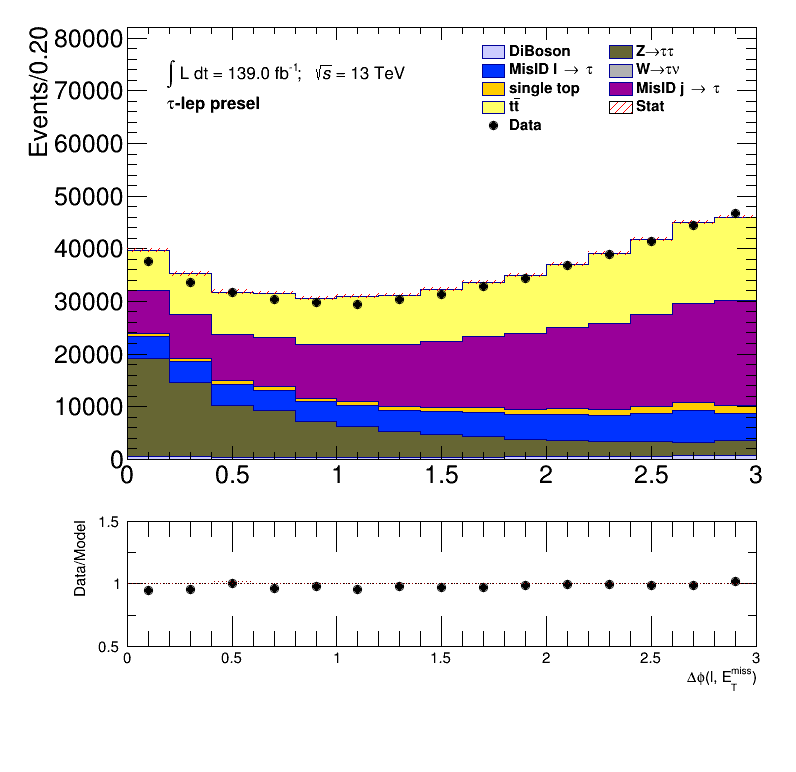 Events/0.20
80000
70000
60000
50000
40000
30000
20000
10000
0
∫ L dt = 139.0 fb⁻¹; √s = 13 TeV
τ-lep presel
DiBoson
MisID l → τ
single top
tt̄
Data
Z→ττ
W→τν
MisID j → τ
Stat
0 0.5 1 1.5 2 2.5 3
Data/Model
1.5
1
0.5
0 0.5 1 1.5 2 2.5 3
Δϕ(l, E_T^miss)